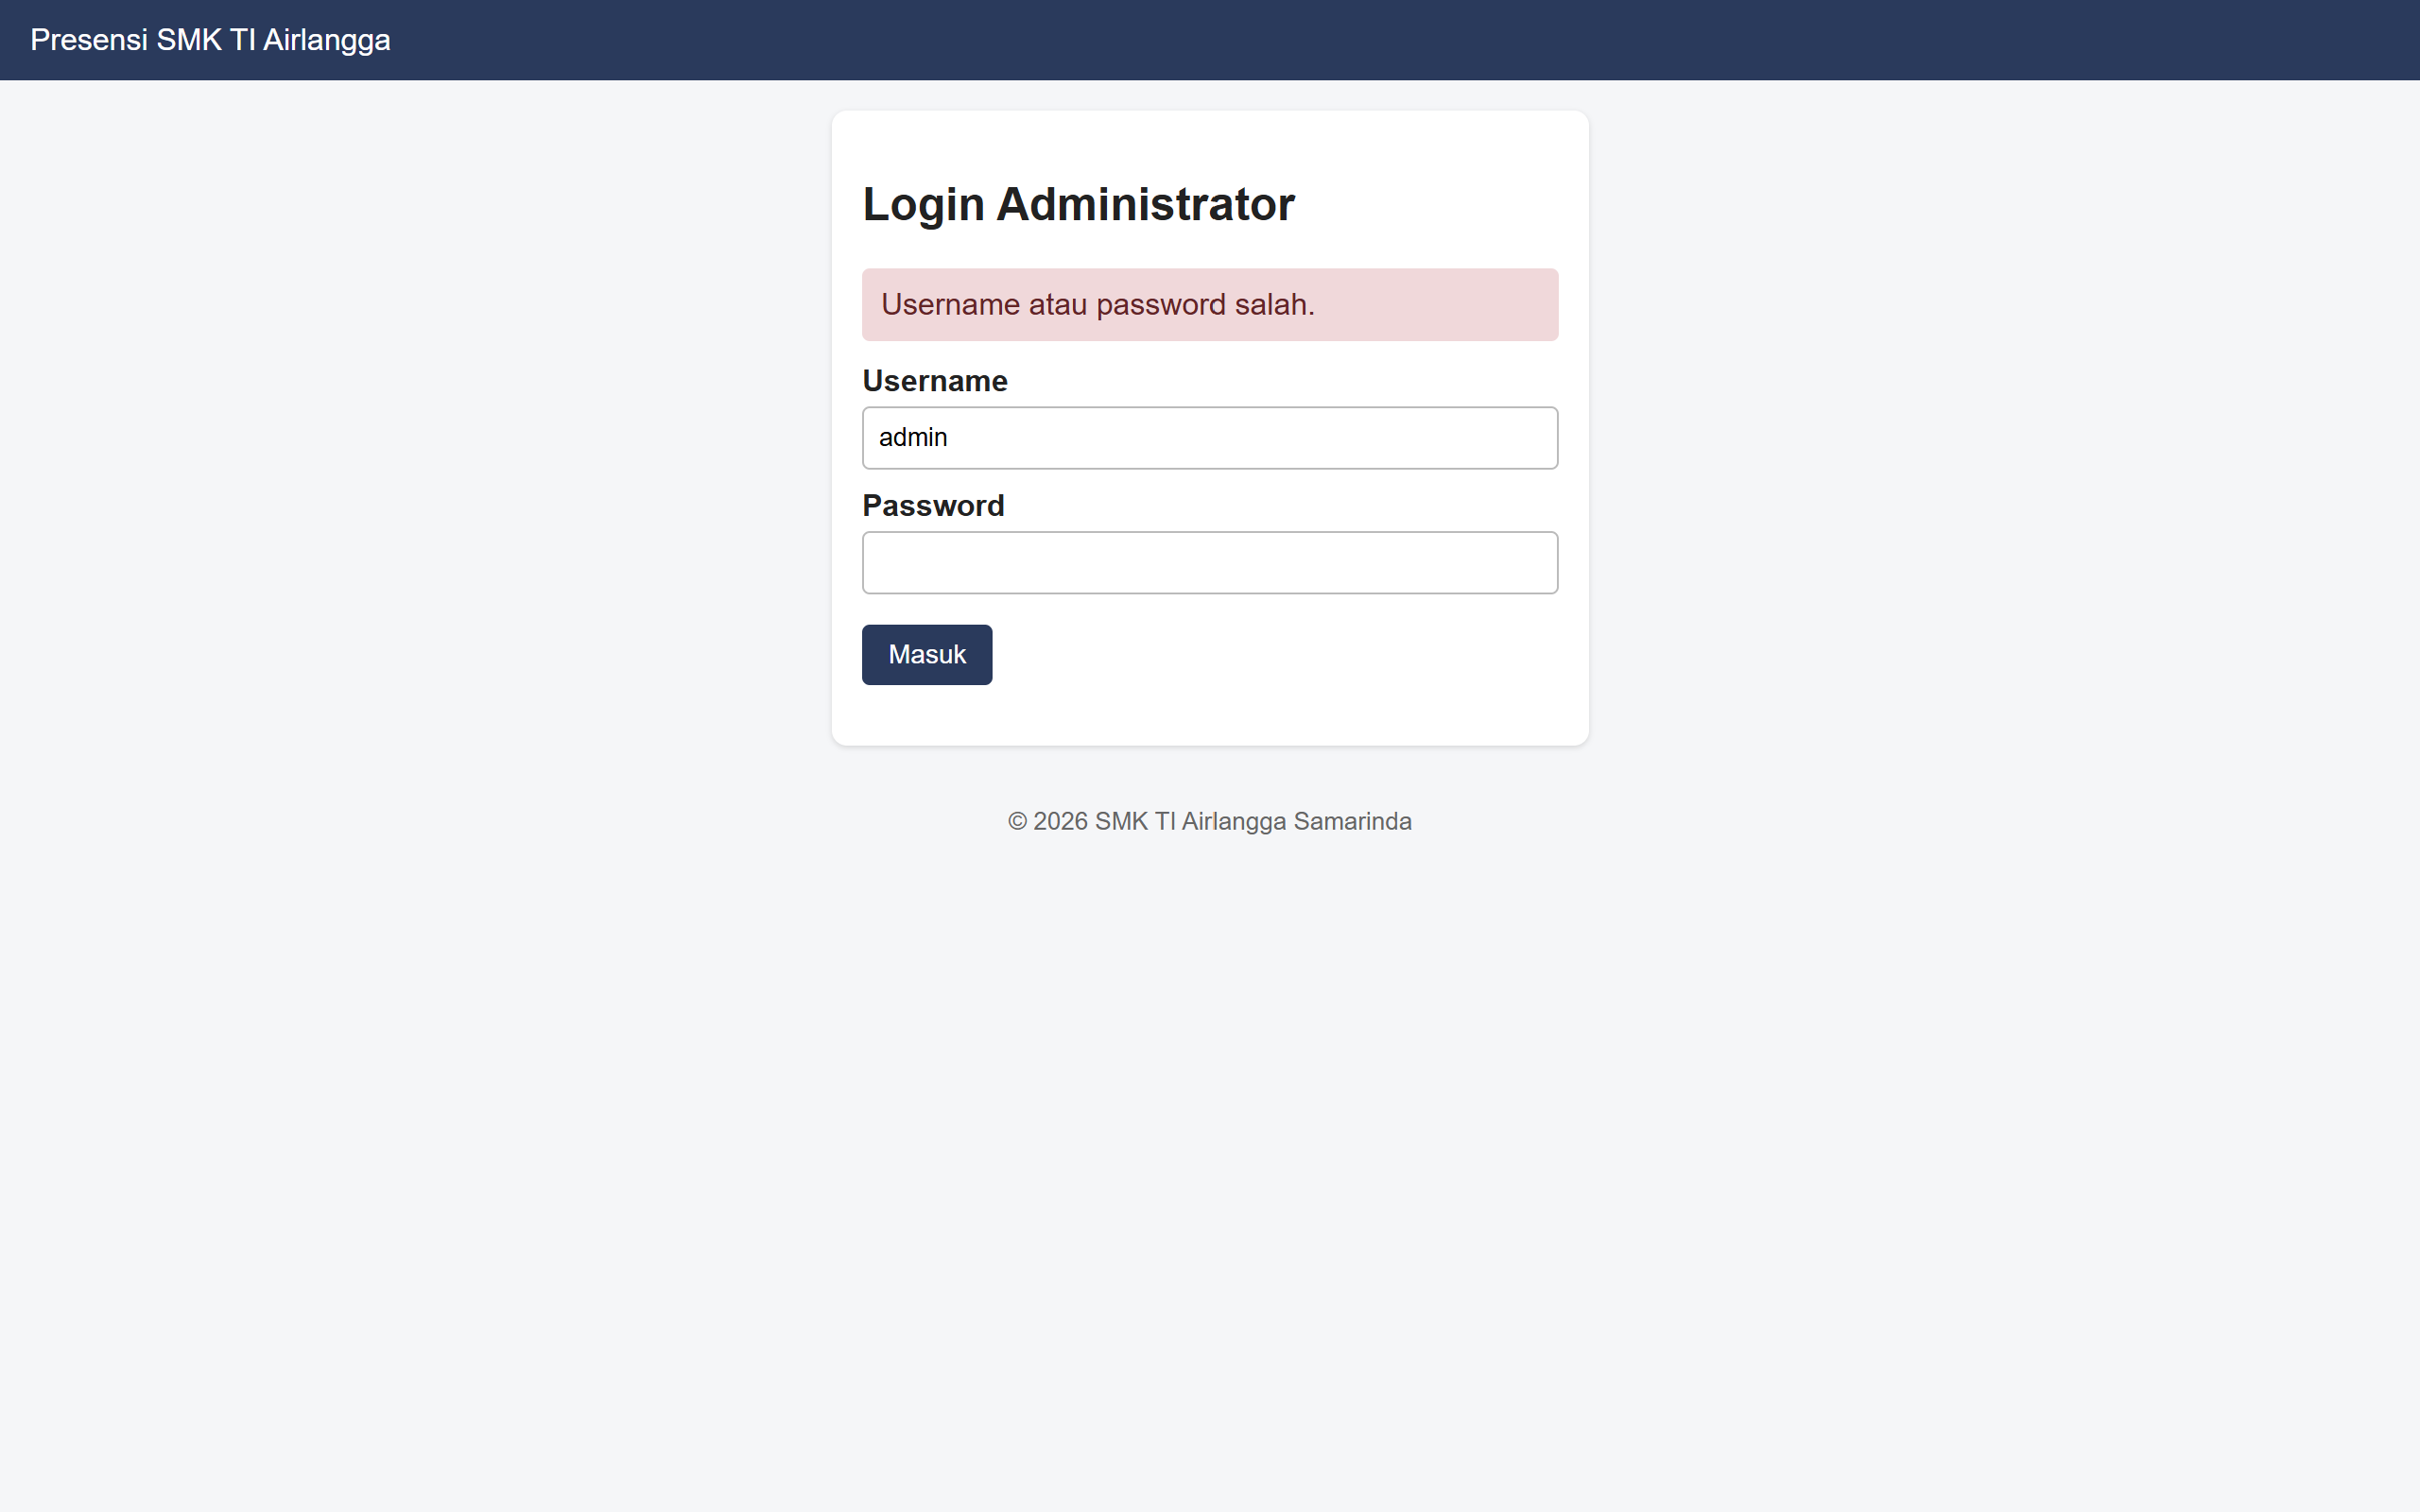 Presensi SMK TI Airlangga
Login Administrator
Username atau password salah.
Username
admin
Password
Masuk
© 2026 SMK TI Airlangga Samarinda